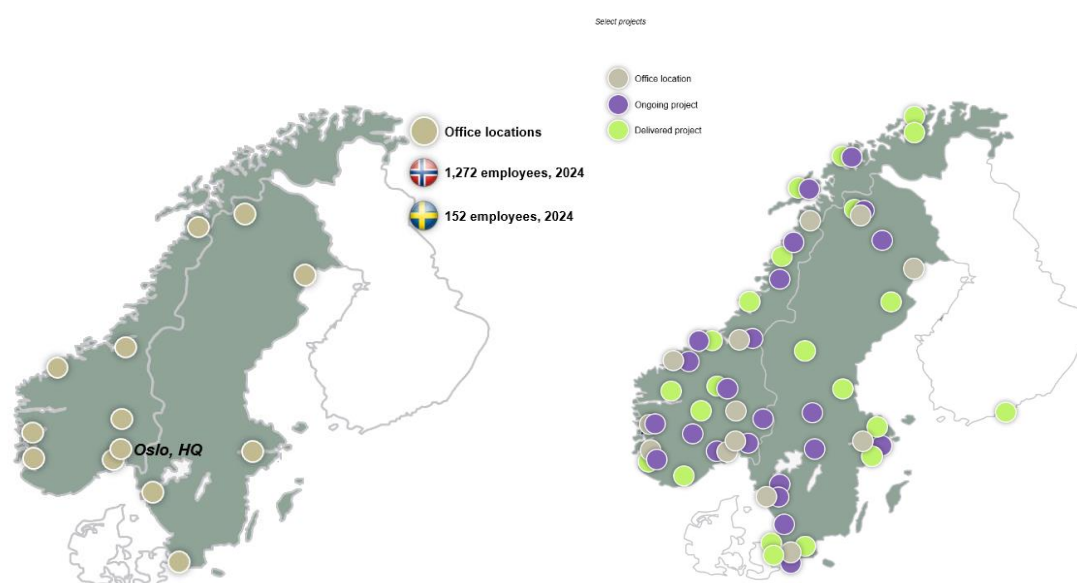 Select projects
Office location
Ongoing project
Delivered project
Office locations
1,272 employees, 2024
152 employees, 2024
Oslo, HQ